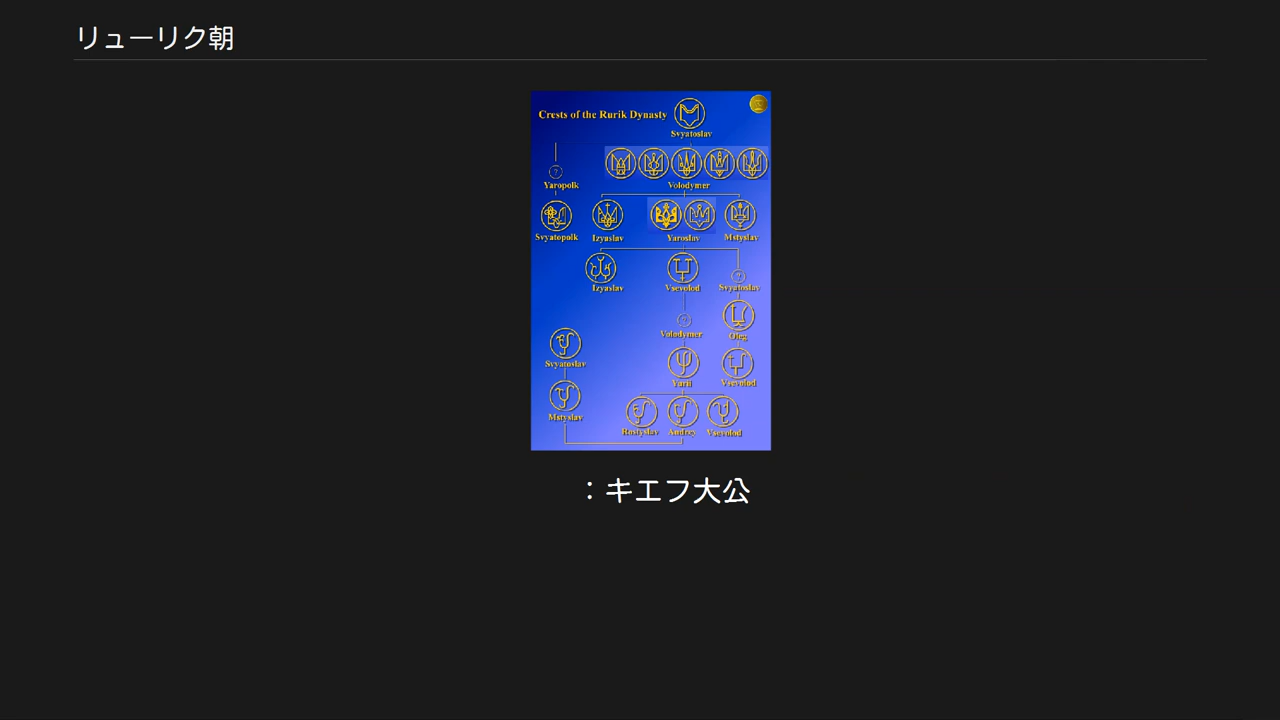 リューリク朝
Crests of the Rurik Dynasty
Svyatoslav
?
Yaropolk
Volodymer
Svyatopolk
Izyaslav
Yaroslav
Mstyslav
Izyaslav
Vsevolod
?
Svyatoslav
?
Volodymer
Oleg
Svyatoslav
Yurii
Vsevolod
Mstyslav
Rostyslav
Andrey
Vsevolod
：キエフ大公